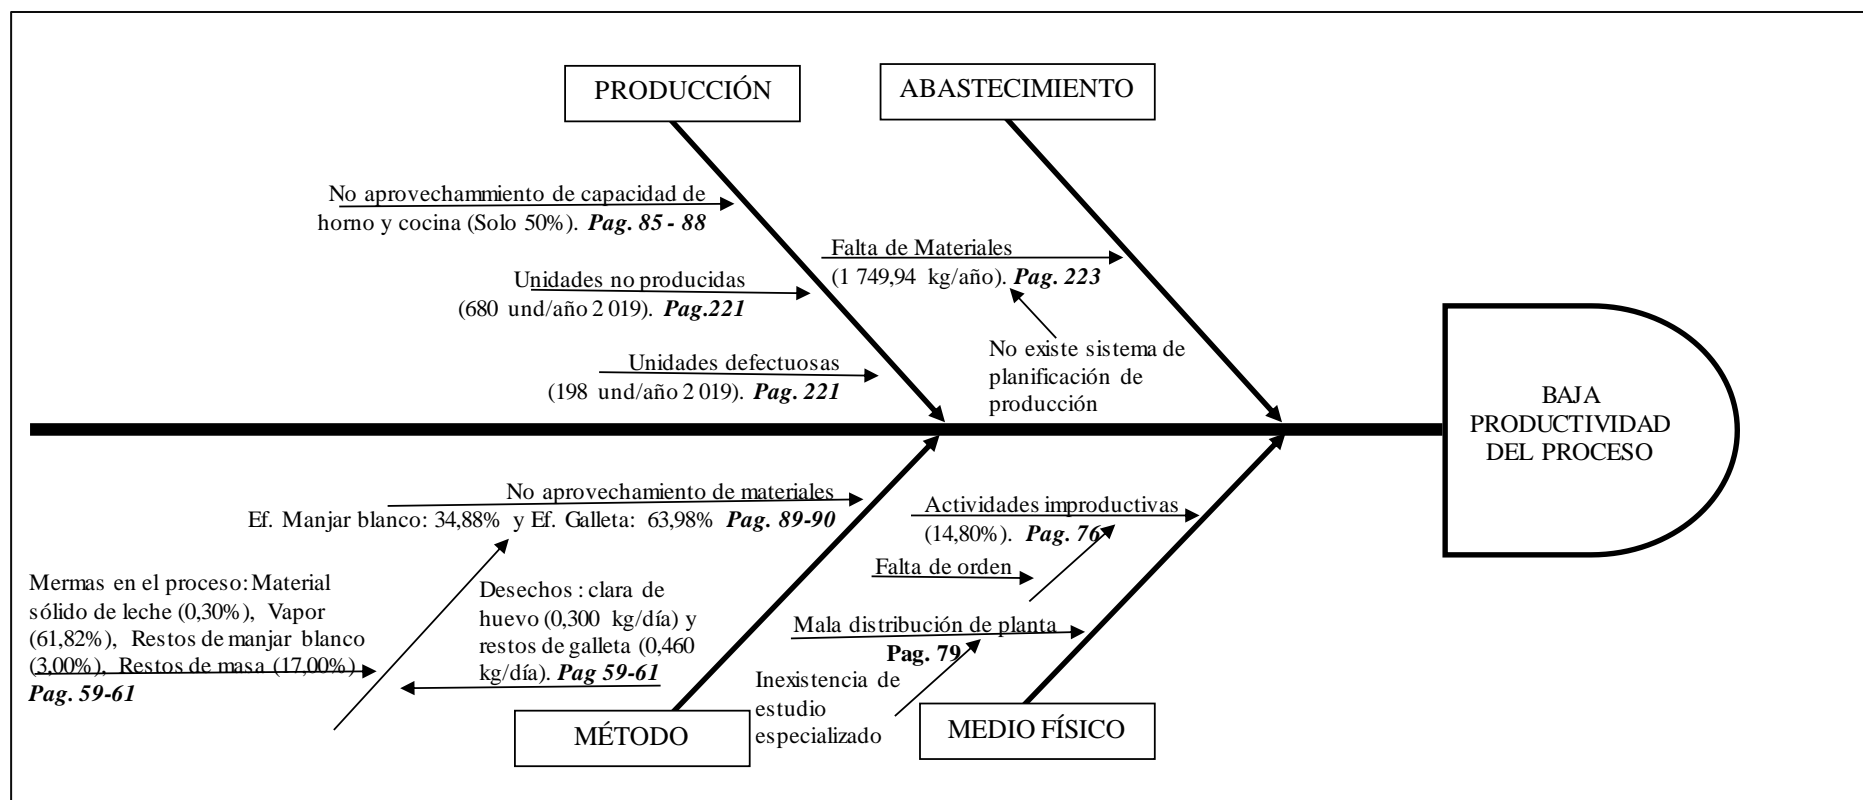 PRODUCCIÓN
ABASTECIMIENTO
No aprovechammiento de capacidad de
horno y cocina (Solo 50%). Pag. 85 - 88
Unidades no producidas
(680 und/año 2 019). Pag.221
Unidades defectuosas
(198 und/año 2 019). Pag. 221
Falta de Materiales
(1 749,94 kg/año). Pag. 223
No existe sistema de
planificación de
producción
BAJA
PRODUCTIVIDAD
DEL PROCESO
No aprovechamiento de materiales
Ef. Manjar blanco: 34,88% y Ef. Galleta: 63,98% Pag. 89-90
Mermas en el proceso: Material
sólido de leche (0,30%), Vapor
(61,82%), Restos de manjar blanco
(3,00%), Restos de masa (17,00%)
Pag. 59-61
Desechos : clara de
huevo (0,300 kg/día) y
restos de galleta (0,460
kg/día). Pag 59-61
Actividades improductivas
(14,80%). Pag. 76
Falta de orden
Mala distribución de planta
Pag. 79
Inexistencia de
estudio
especializado
MÉTODO
MEDIO FÍSICO